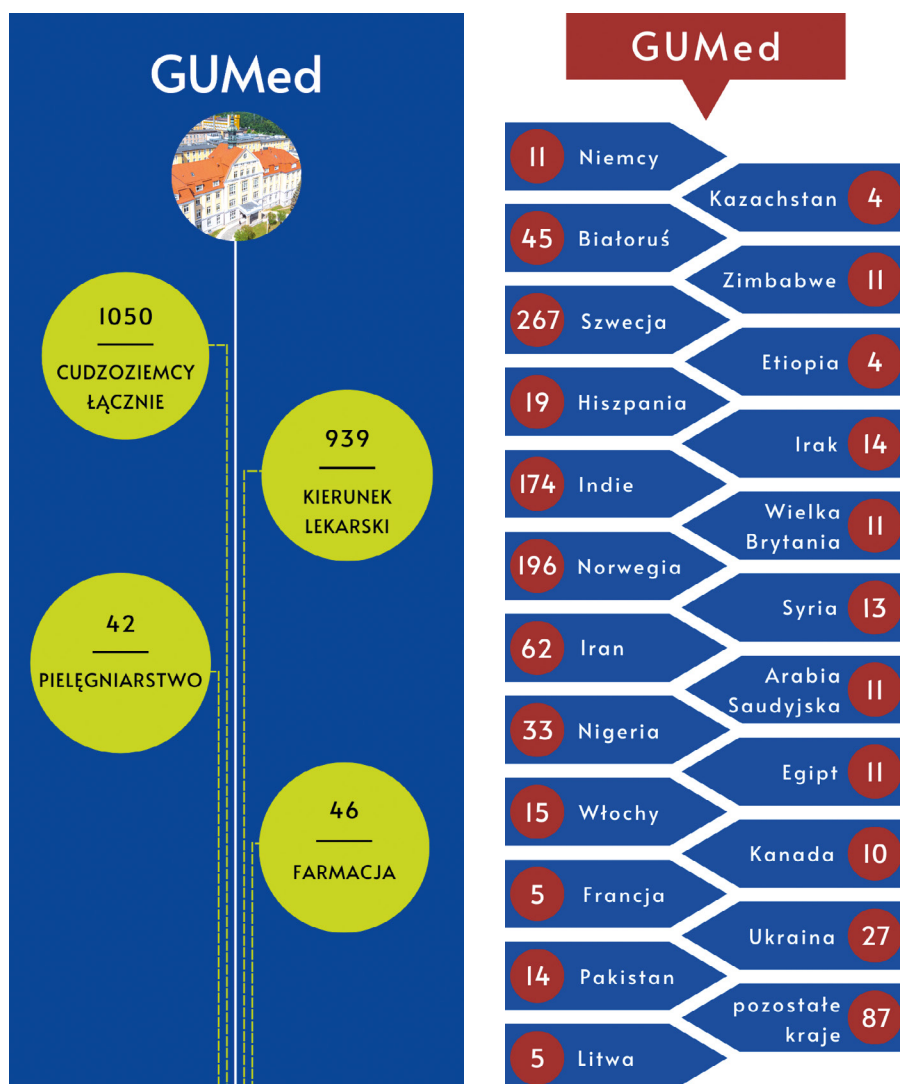 GUMed
1050
CUDZOZIEMCY
ŁĄCZNIE
939
KIERUNEK
LEKARSKI
42
PIELĘGNIARSTWO
46
FARMACJA
GUMed
11 Niemcy
Kazachstan 4
45 Białoruś
Zimbabwe 11
267 Szwecja
Etiopia 4
19 Hiszpania
Irak 14
174 Indie
Wielka
Brytania 11
196 Norwegia
Syria 13
62 Iran
Arabia
Saudyjska 11
33 Nigeria
Egipt 11
15 Włochy
Kanada 10
5 Francja
Ukraina 27
14 Pakistan
pozostałe
kraje 87
5 Litwa